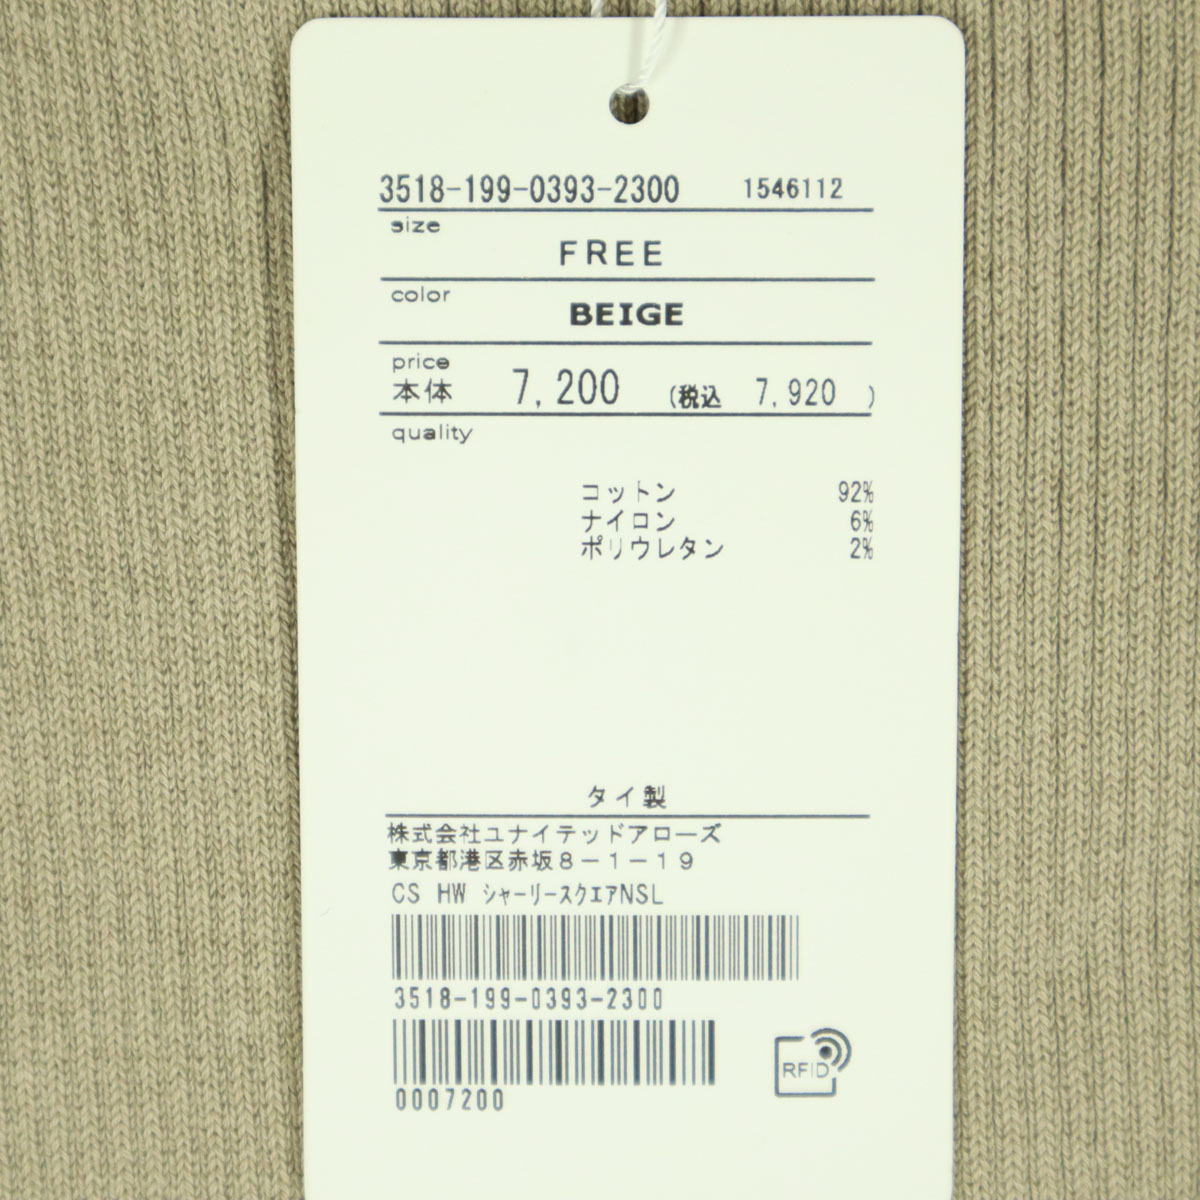 3518-199-0393-2300 1546112
size
FREE
color
BEIGE
price
本体 7,200 (税込 7,920 )
quality
コットン 92%
ナイロン 6%
ポリウレタン 2%
タイ製
株式会社ユナイテッドアローズ
東京都港区赤坂8-1-19
CS HW シャーリースクエアNSL
3518-199-0393-2300
0007200
RFID